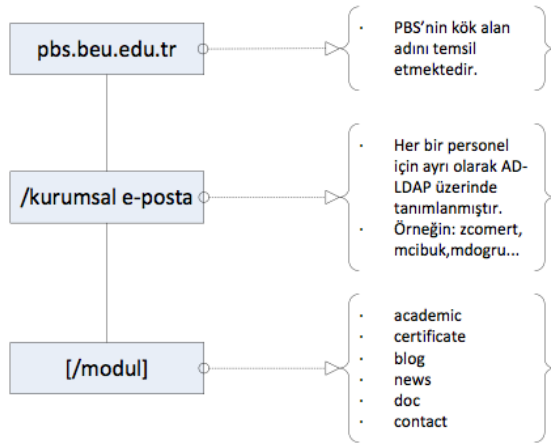 pbs.beu.edu.tr
· PBS’nin kök alan
adını temsil
etmektedir.
/kurumsal e-posta
· Her bir personel
için ayrı olarak AD-
LDAP üzerinde
tanımlanmıştır.
· Örneğin: zcomert,
mcibuk,mdogru...
[/modul]
· academic
· certificate
· blog
· news
· doc
· contact